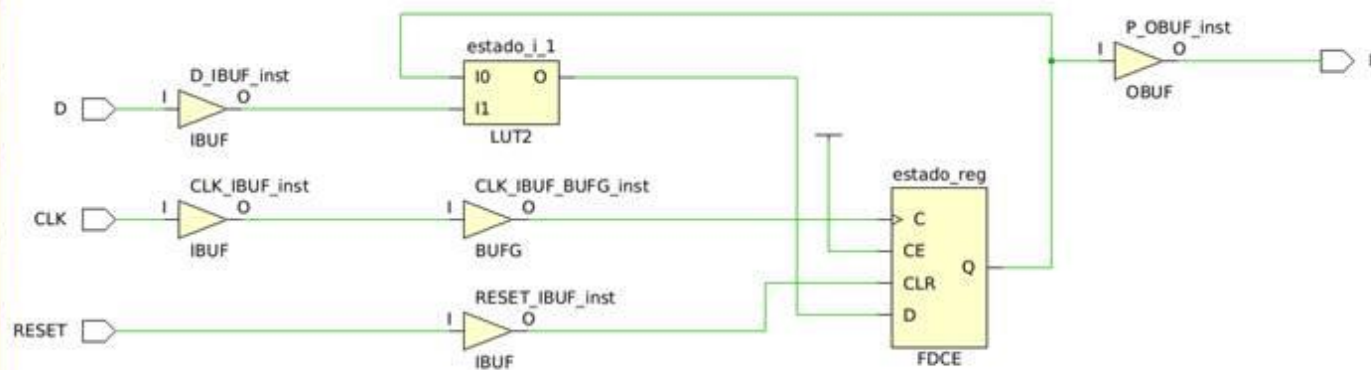 P_OBUF_inst
I
O
OBUF
estado_i_1
I0
O
I1
LUT2
D_IBUF_inst
D
I
O
IBUF
estado_reg
C
CE
CLR
D
Q
FDCE
CLK_IBUF_inst
CLK
I
O
IBUF
CLK_IBUF_BUFG_inst
I
O
BUFG
RESET_IBUF_inst
RESET
I
O
IBUF